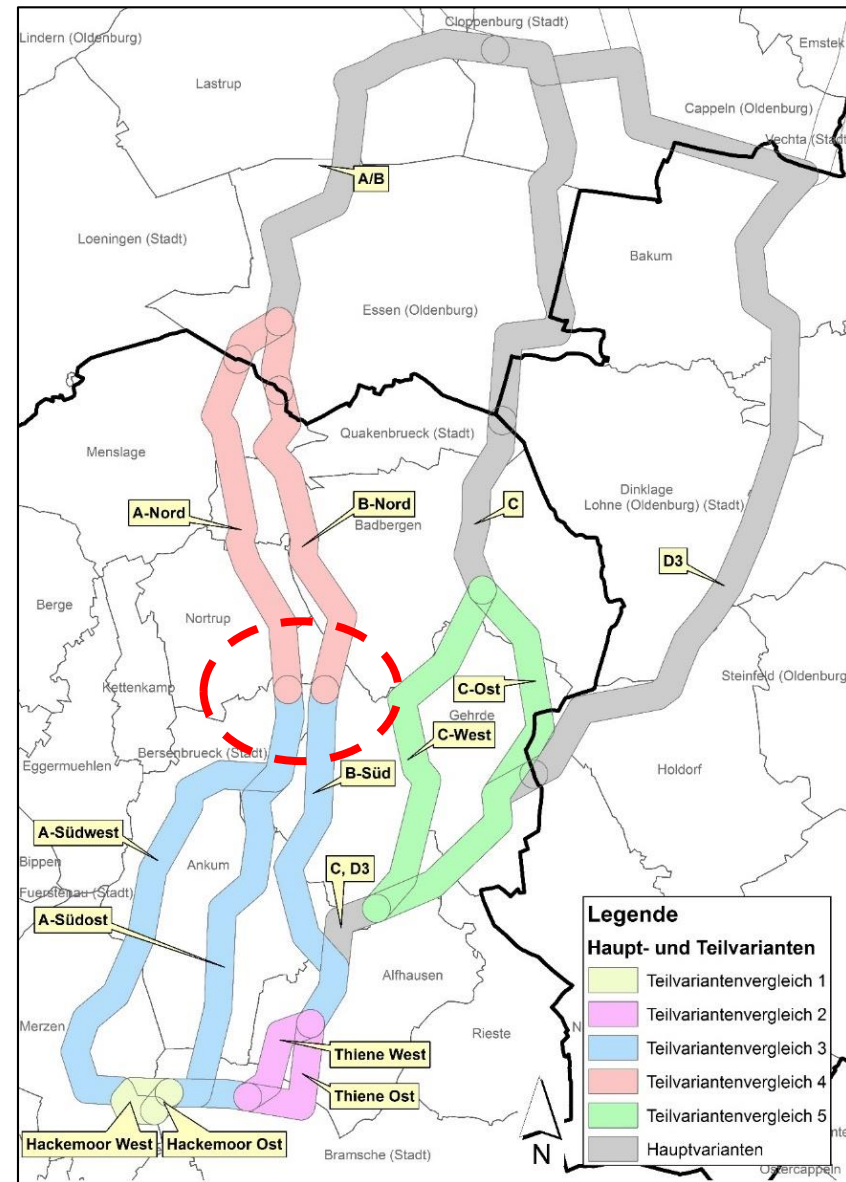 Cloppenburg (Stadt)
Lindern (Oldenburg)
Emstek
Lastrup
Cappeln (Oldenburg)
Vechta (Stadt)
A/B
Loeningen (Stadt)
Bakum
Essen (Oldenburg)
Quakenbrueck (Stadt)
Menslage
Dinklage
Lohne (Oldenburg) (Stadt)
A-Nord
B-Nord
C
Badbergen
D3
Berge
Nortrup
Steinfeld (Oldenburg)
Kettenkamp
C-Ost
Gehrde
C-West
Bersenbrueck (Stadt)
Eggermuehlen
B-Süd
Holdorf
A-Südwest
Bippen
Ankum
C, D3
Fuerstenau (Stadt)
A-Südost
Alfhausen
Merzen
Rieste
Thiene West
Thiene Ost
Hackemoor West
Hackemoor Ost
Bramsche (Stadt)
N
Legende
Haupt- und Teilvarianten
Teilvariantenvergleich 1
Teilvariantenvergleich 2
Teilvariantenvergleich 3
Teilvariantenvergleich 4
Teilvariantenvergleich 5
Hauptvarianten
Ostercappeln